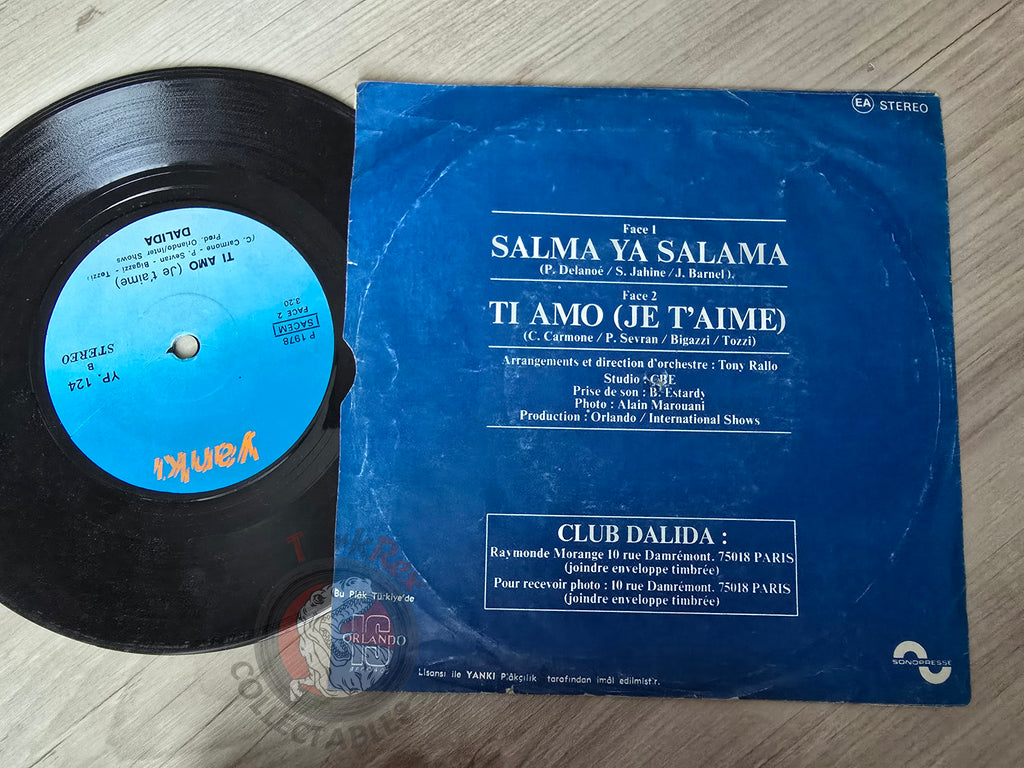 EA STEREO
Face 1
SALMA YA SALAMA
(P. Delanoé / S. Jahine / J. Barnel ).
Face 2
TI AMO (JE T'AIME)
(C. Carmone / P. Sevran / Bigazzi / Tozzi)
Arrangements et direction d'orchestre : Tony Rallo
Studio : CBE
Prise de son : B. Estardy
Photo : Alain Marouani
Production : Orlando / International Shows
CLUB DALIDA :
Raymonde Morange 10 rue Damrémont. 75018 PARIS
(joindre enveloppe timbrée)
Pour recevoir photo : 10 rue Damrémont. 75018 PARIS
(joindre enveloppe timbrée)
Bu Plâk Türkiye'de
IS
ORLANDO
Lisansı ile YANKI Plâkçılık tarafından imâl edilmiştir.
SONOPRESSE
yankı
YP. 124
B
STEREO
P 1978
SACEM
FACE 2
3.20
TI AMO (Je t'aime)
(C. Carmone - P. Sevran - Bigazzi - Tozzi)
Prod. Orlando/Inter Shows
DALIDA
COLLECTABLES